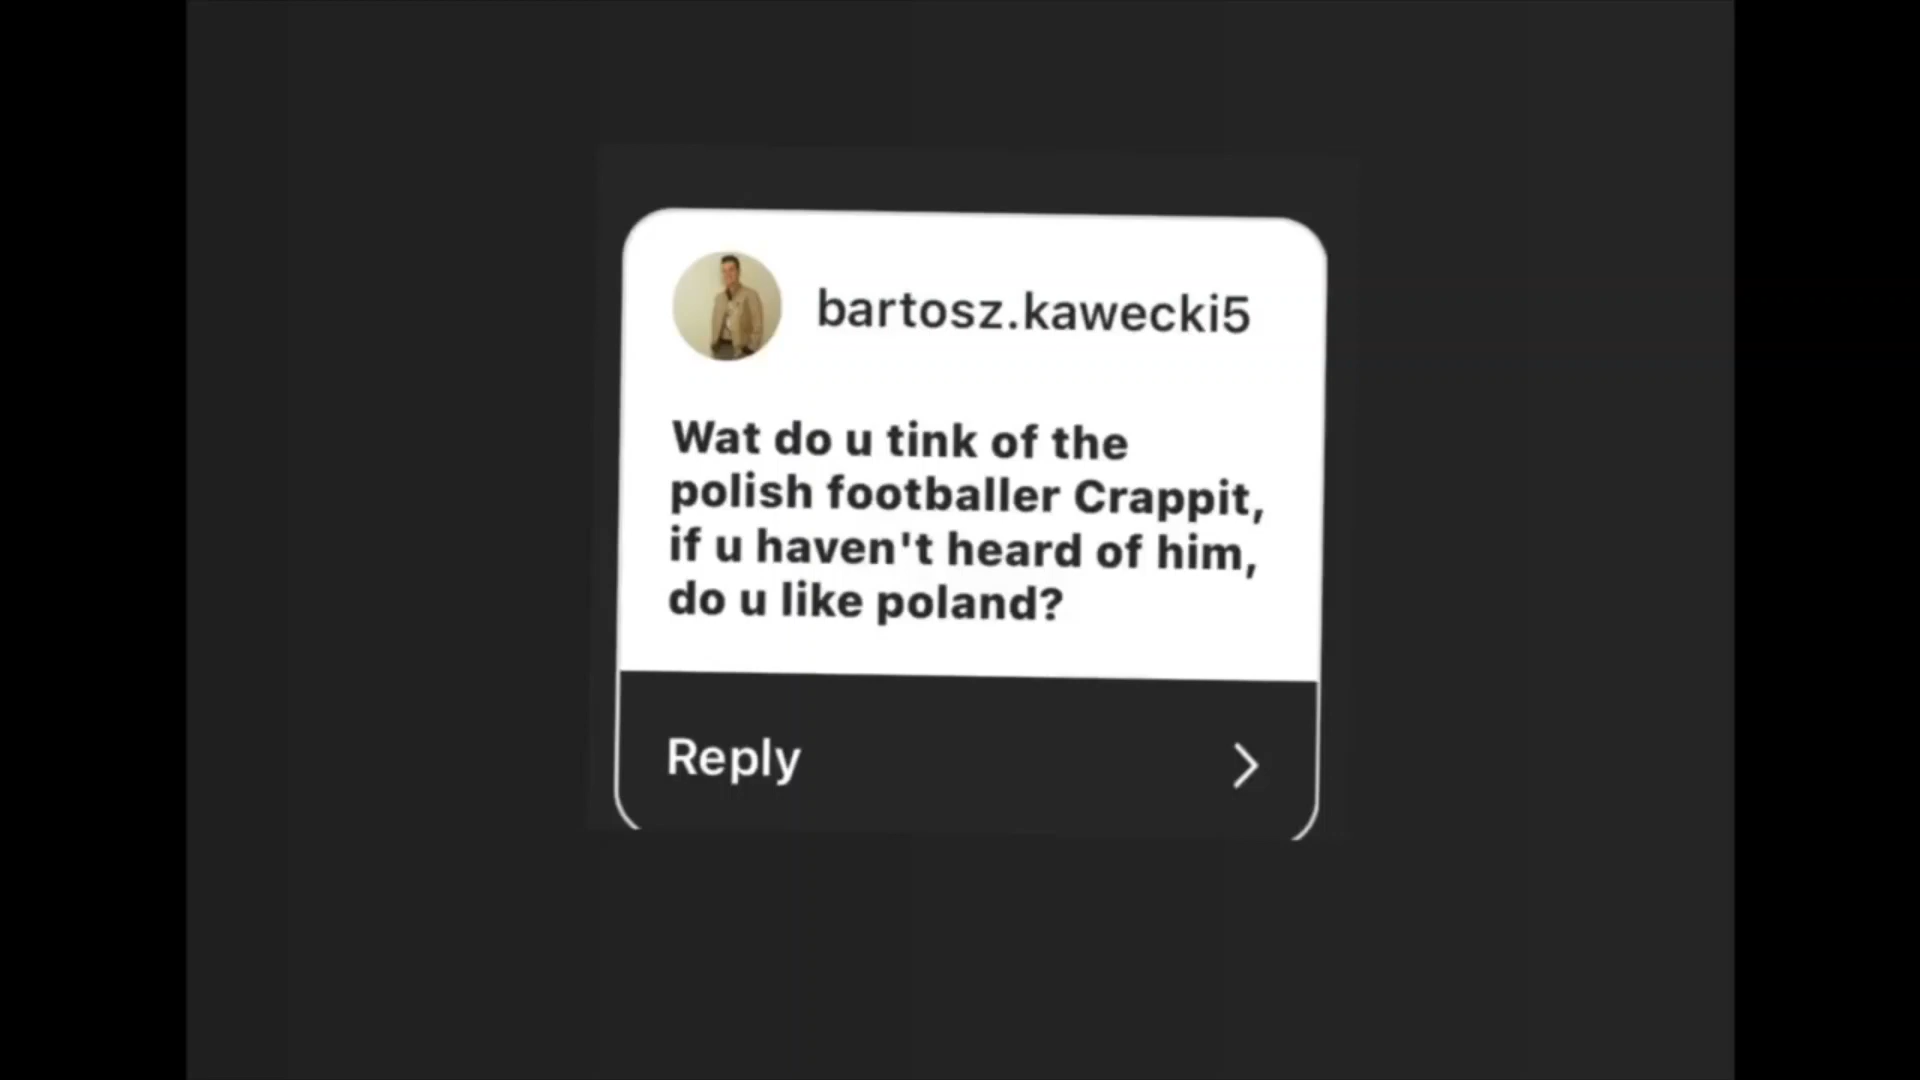 bartosz.kawecki5
Wat do u tink of the
polish footballer Crappit,
if u haven't heard of him,
do u like poland?
Reply